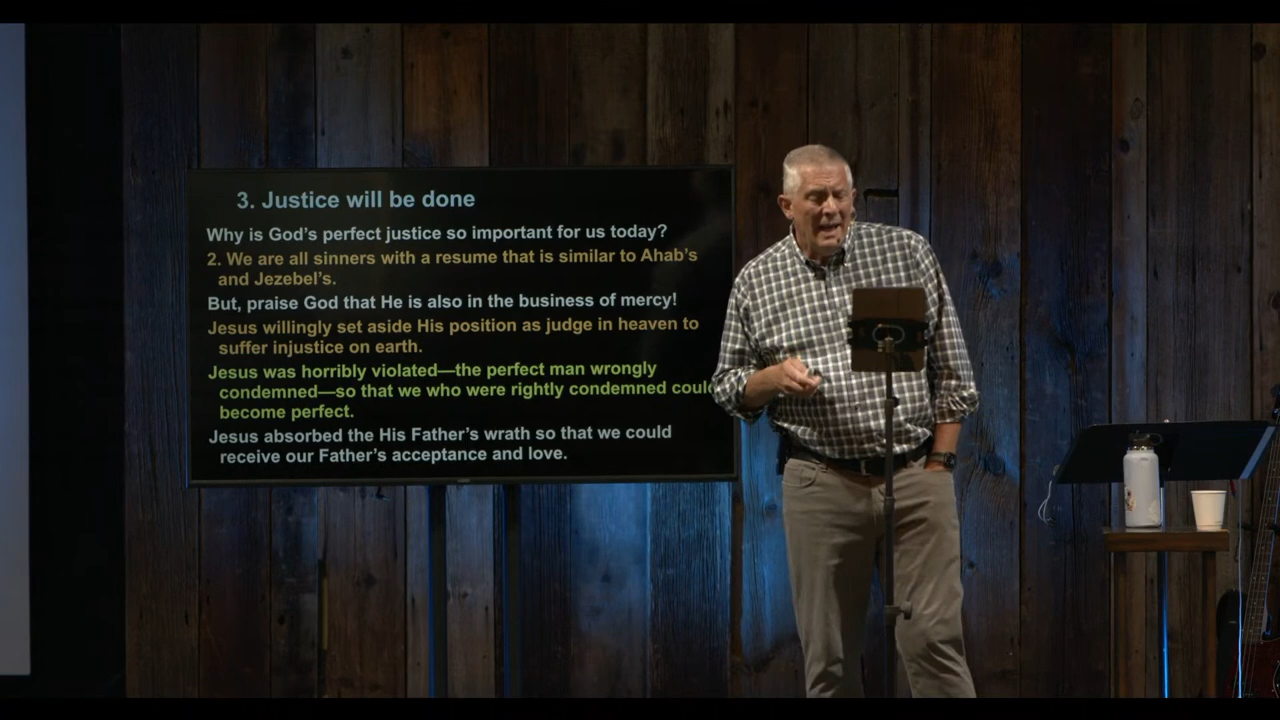 3. Justice will be done
Why is God's perfect justice so important for us today?
2. We are all sinners with a resume that is similar to Ahab's
and Jezebel's.
But, praise God that He is also in the business of mercy!
Jesus willingly set aside His position as judge in heaven to
suffer injustice on earth.
Jesus was horribly violated—the perfect man wrongly
condemned—so that we who were rightly condemned could
become perfect.
Jesus absorbed the His Father's wrath so that we could
receive our Father's acceptance and love.